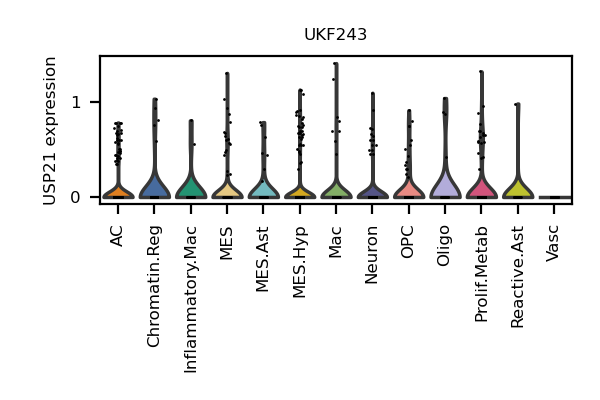 UKF243
USP21 expression
1
0
AC
Chromatin.Reg
Inflammatory.Mac
MES
MES.Ast
MES.Hyp
Mac
Neuron
OPC
Oligo
Prolif.Metab
Reactive.Ast
Vasc